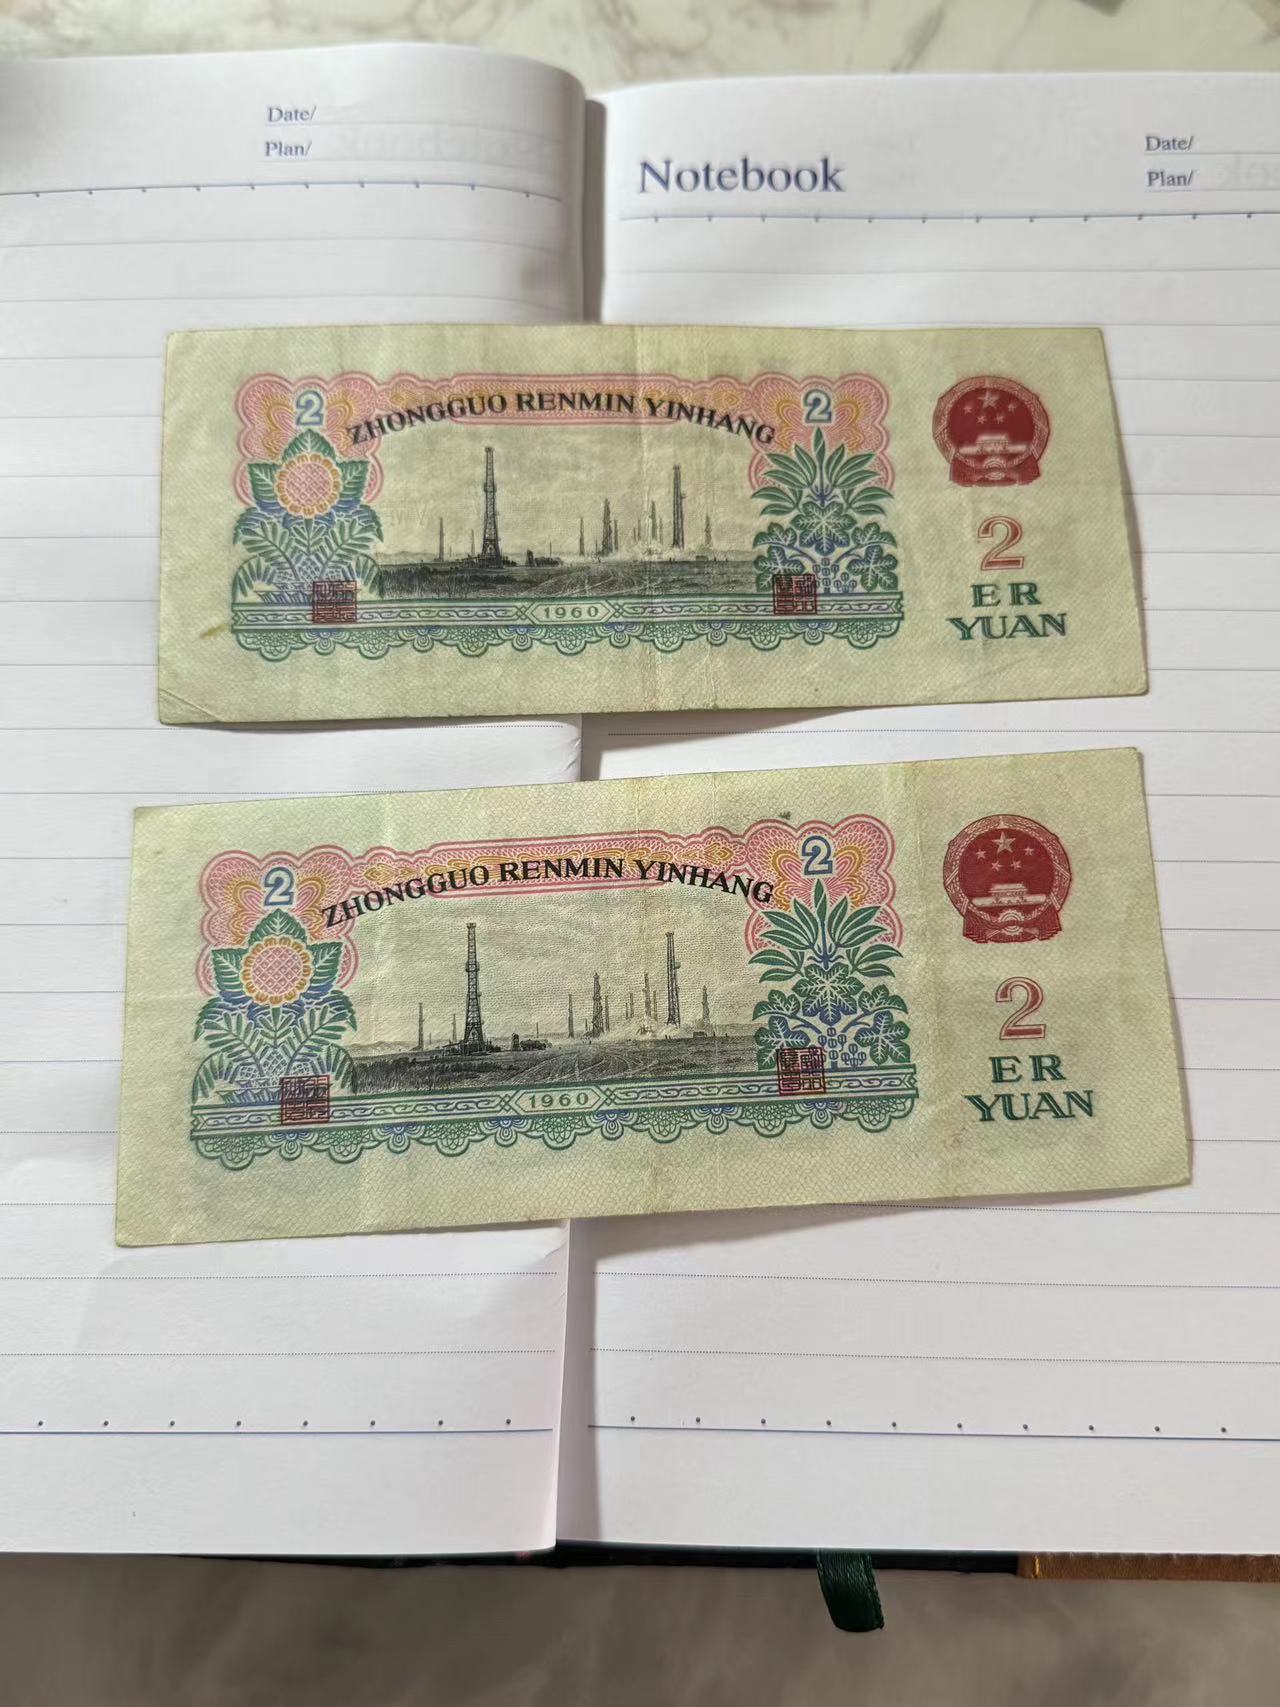 Date/
Plan/
Notebook
Date/
Plan/
2
ZHONGGUO RENMIN YINHANG
2
1960
2
ER
YUAN
2
ZHONGGUO RENMIN YINHANG
2
1960
2
ER
YUAN